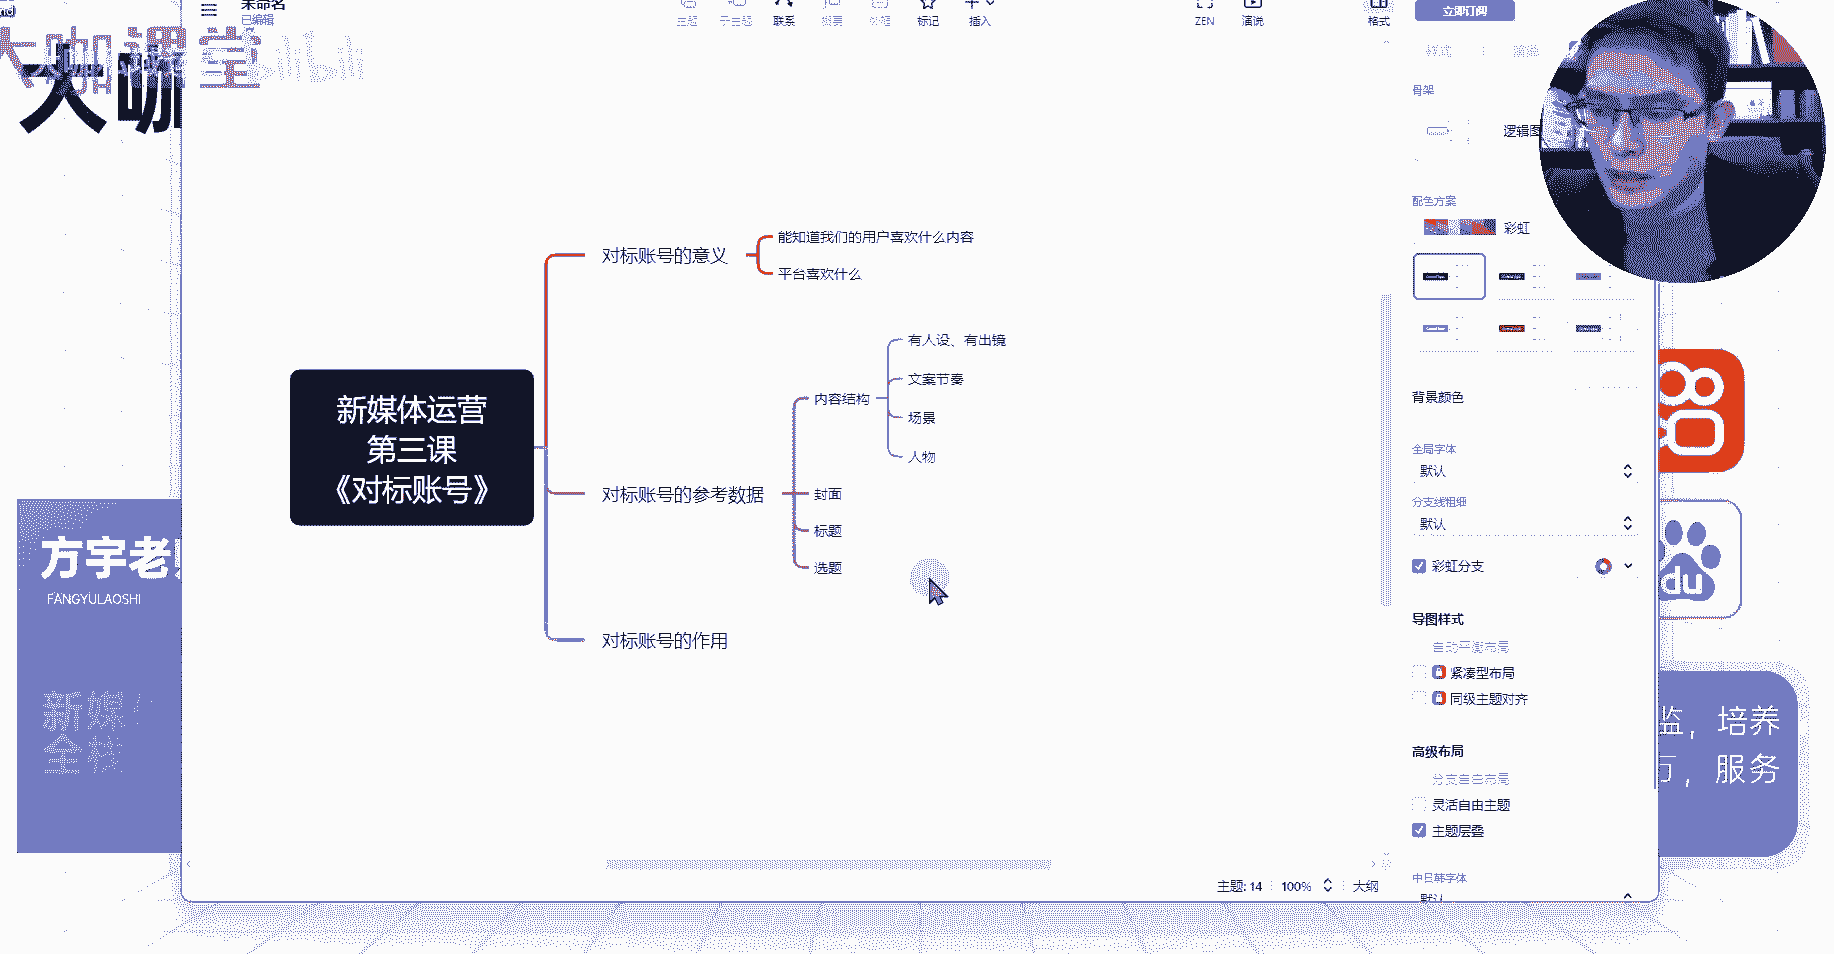 未命名
已编辑
主题
子主题
联系
概要
外框
标记
插入
ZEN
演说
格式
立即订阅
大咖课堂
bilibili
大咖
样式
演说
骨架
逻辑图
配色方案
彩虹
能知道我们的用户喜欢什么内容
对标账号的意义
平台喜欢什么
有人设、有出镜
文案节奏
内容结构
场景
人物
新媒体运营
第三课
《对标账号》
对标账号的参考数据
封面
标题
选题
对标账号的作用
背景颜色
全局字体
默认
分支线粗细
默认
彩虹分支
导图样式
自动平衡布局
紧凑型布局
同级主题对齐
高级布局
分支自由布局
灵活自由主题
主题层叠
中日韩字体
默认
主题: 14
100%
大纲
方宇老
FANGYULAOSHI
新媒
全栈
du
监，培养
万，服务